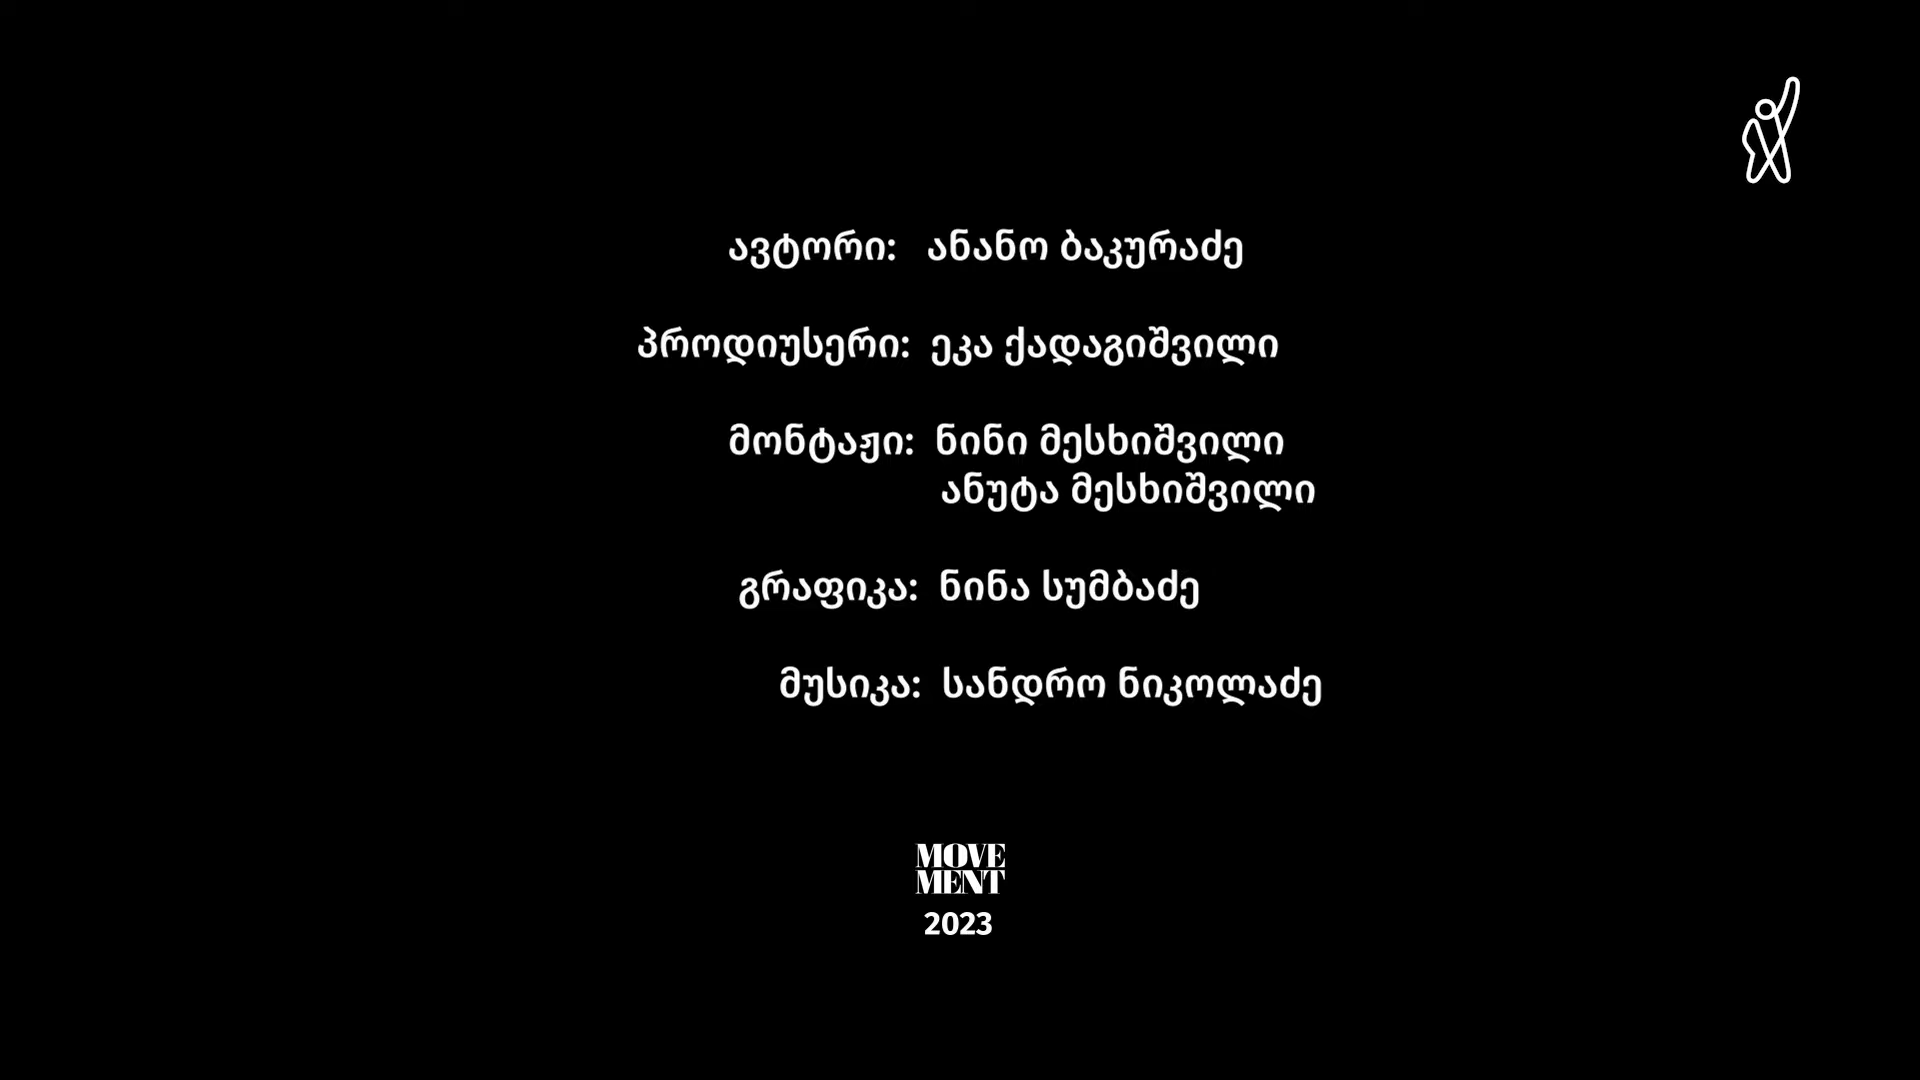 ავტორი: ანანო ბაკურაძე
პროდიუსერი: ეკა ქადაგიშვილი
მონტაჟი: ნინი მესხიშვილი
ანუტა მესხიშვილი
გრაფიკა: ნინა სუმბაძე
მუსიკა: სანდრო ნიკოლაძე
MOVE
MENT
2023